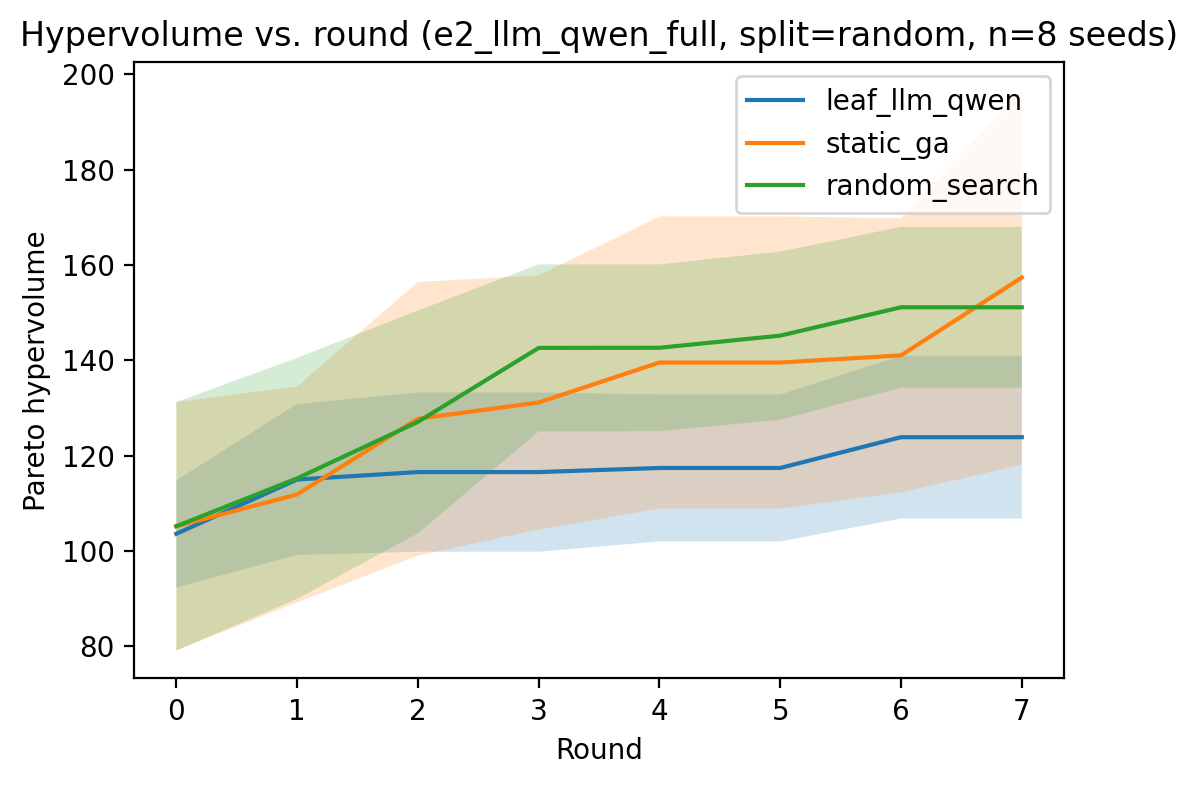 Hypervolume vs. round (e2_llm_qwen_full, split=random, n=8 seeds)
200
180
160
140
120
100
80
Pareto hypervolume
leaf_llm_qwen
static_ga
random_search
0 1 2 3 4 5 6 7
Round